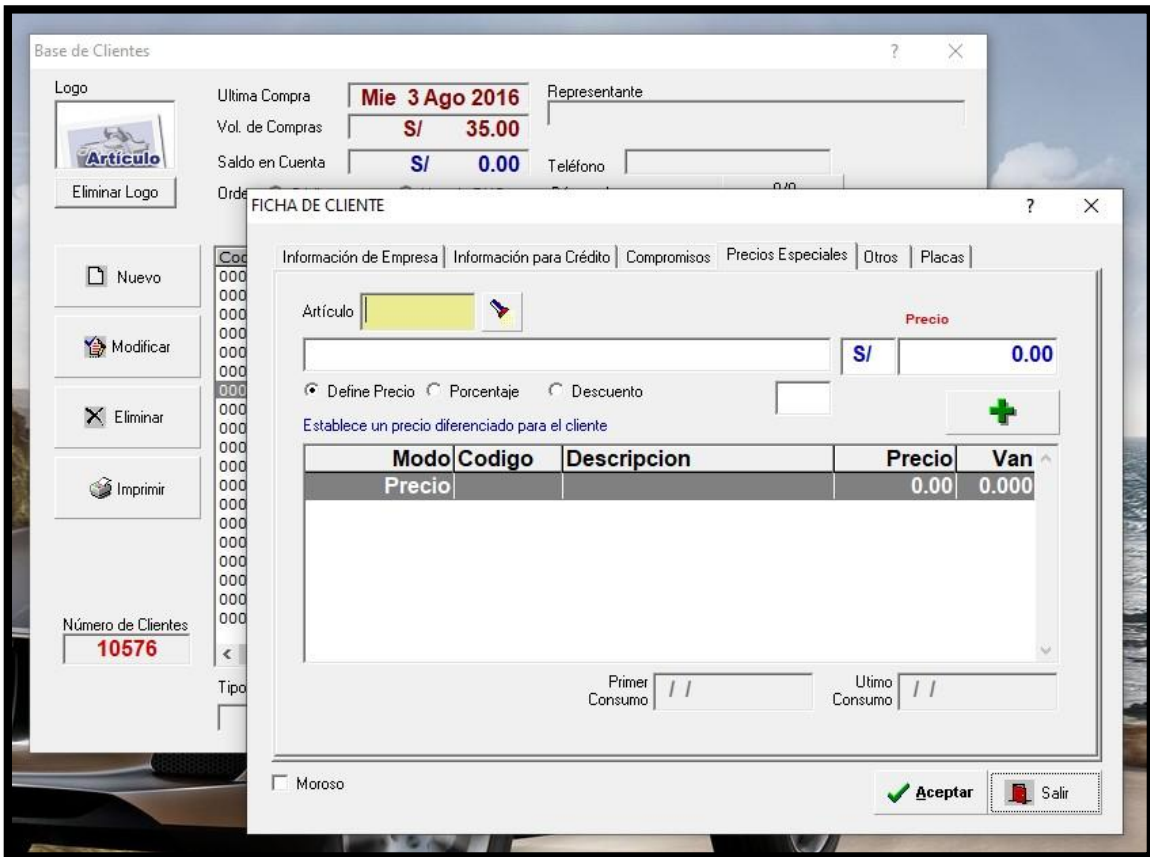 Base de Clientes
Logo
Artículo
Eliminar Logo
Ultima Compra Mie 3 Ago 2016
Vol. de Compras S/ 35.00
Saldo en Cuenta S/ 0.00
Representante
Teléfono
0/0
Nuevo
Modificar
Eliminar
Imprimir
Número de Clientes
10576
FICHA DE CLIENTE
Información de Empresa Información para Crédito Compromisos Precios Especiales Otros Placas
Artículo
Precio
S/ 0.00
Define Precio Porcentaje Descuento
Establece un precio diferenciado para el cliente
Modo Codigo Descripcion Precio Van
Precio 0.00 0.000
Primer Consumo / /
Utimo Consumo / /
Moroso
Aceptar Salir